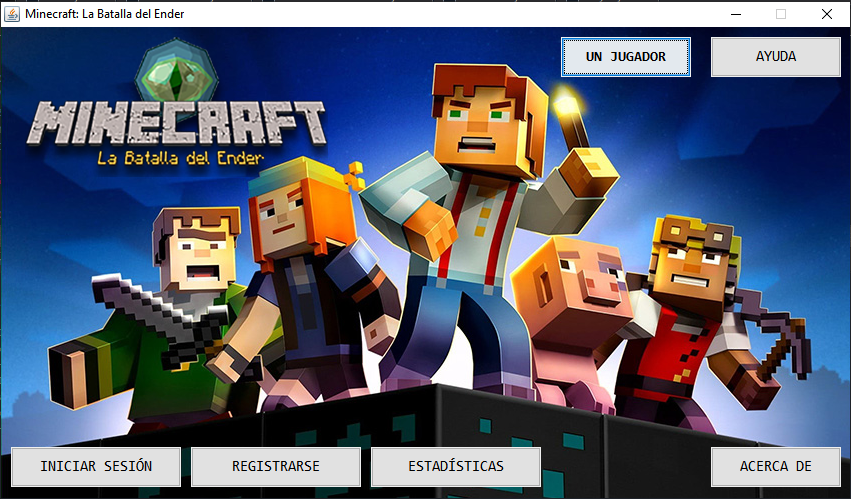 Minecraft: La Batalla del Ender
UN JUGADOR
AYUDA
MINECRAFT
La Batalla del Ender
INICIAR SESIÓN
REGISTRARSE
ESTADÍSTICAS
ACERCA DE